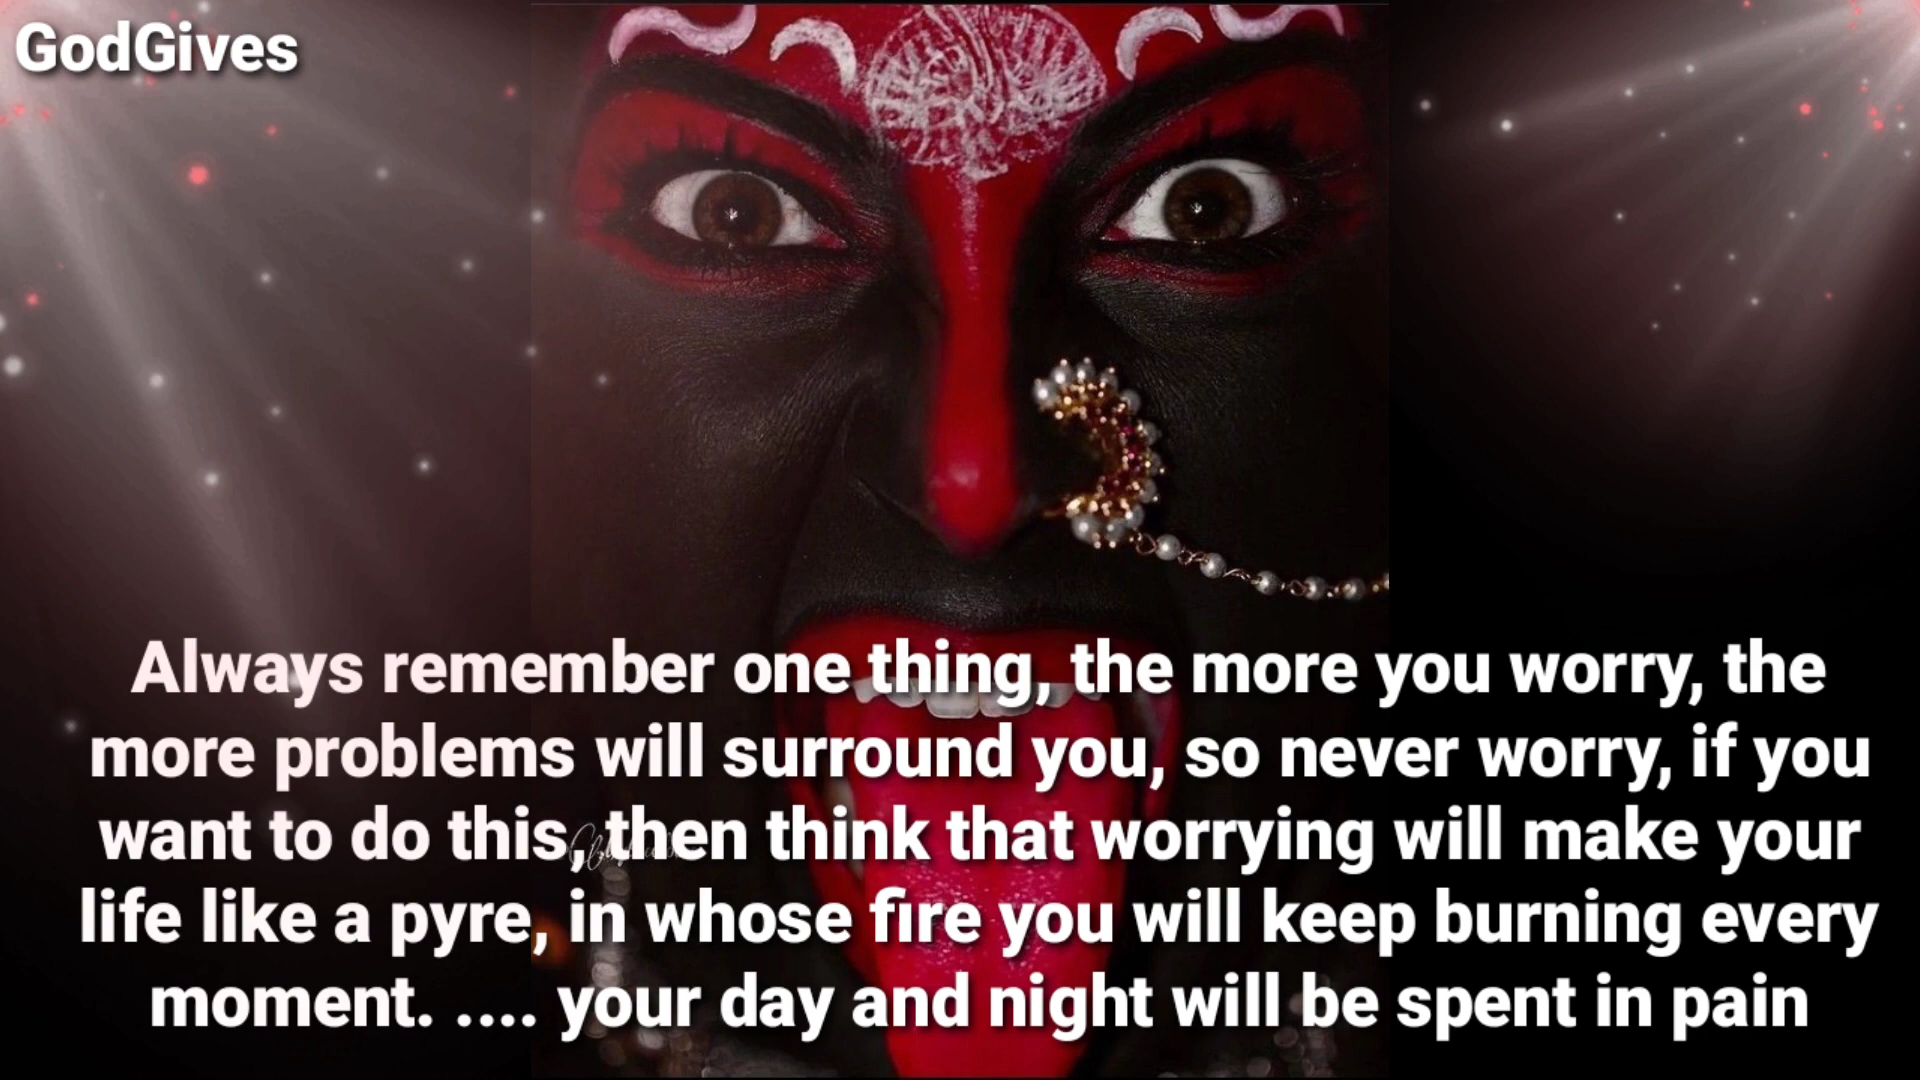 GodGives
Always remember one thing, the more you worry, the
more problems will surround you, so never worry, if you
want to do this, then think that worrying will make your
life like a pyre, in whose fire you will keep burning every
moment. .... your day and night will be spent in pain